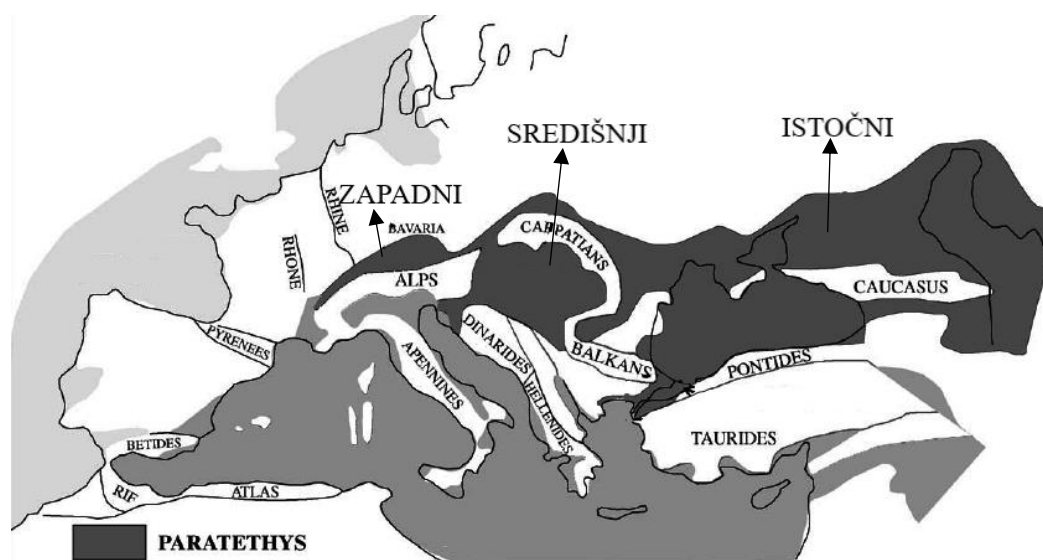 SREDIŠNJI
ISTOČNI
ZAPADNI
RHINE
BAVARIA
CARPATIANS
RHONE
ALPS
CAUCASUS
PYRENEES
DINARIDES
APENNINES
BALKANS
PONTIDES
HELLENIDES
TAURIDES
BETIDES
RIF
ATLAS
PARATETHYS